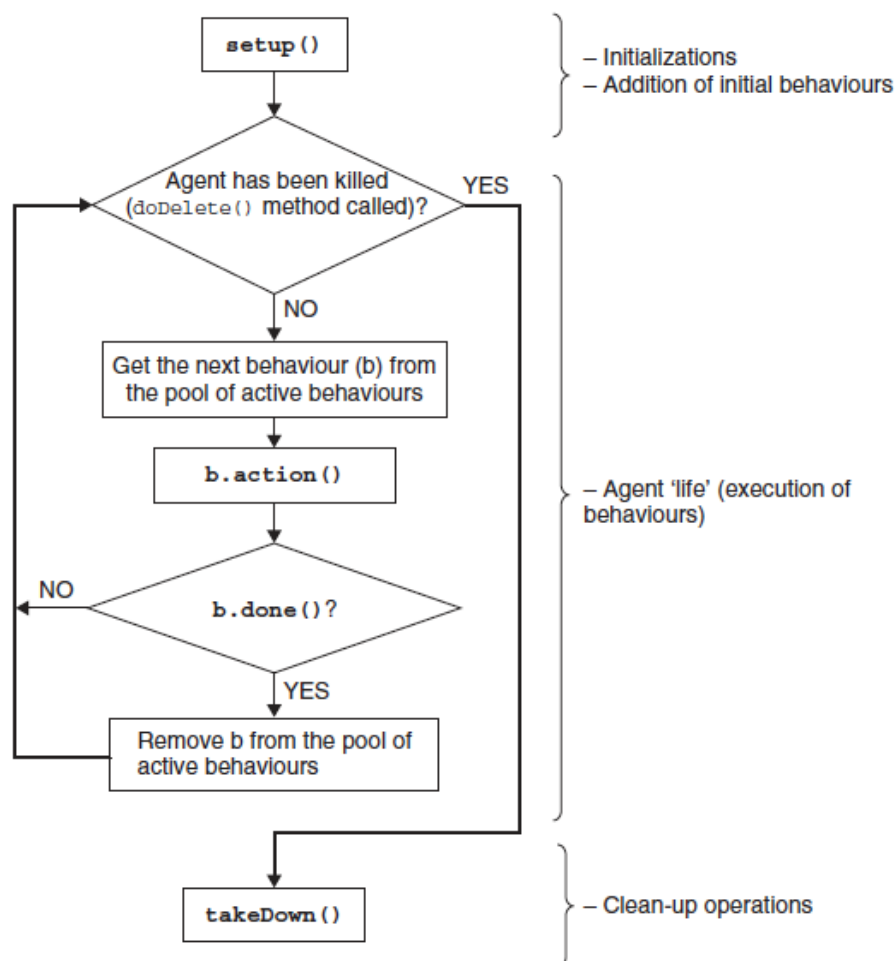 setup()
– Initializations
– Addition of initial behaviours
Agent has been killed
(doDelete() method called)?
YES
NO
Get the next behaviour (b) from
the pool of active behaviours
b.action()
– Agent ‘life’ (execution of
behaviours)
NO
b.done()?
YES
Remove b from the pool of
active behaviours
takeDown()
– Clean-up operations